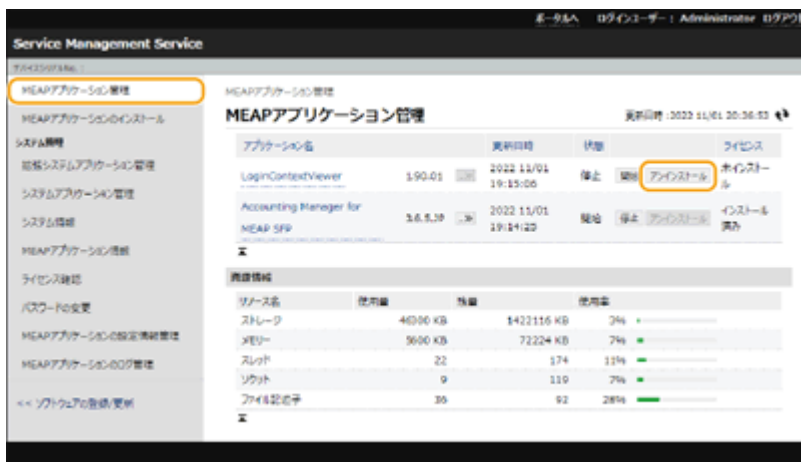 ポータルへ ログインユーザー : Administrator ログアウト
Service Management Service
デバイスシリアルNo. :
MEAPアプリケーション管理
MEAPアプリケーションのインストール
システム管理
拡張システムアプリケーション管理
システムアプリケーション管理
システム情報
MEAPアプリケーション情報
ライセンス確認
パスワードの変更
MEAPアプリケーションの設定情報管理
MEAPアプリケーションのログ管理
<< ソフトウェアの登録/更新
MEAPアプリケーション管理
MEAPアプリケーション管理
更新日時 :2022 11/01 20:36:53
アプリケーション名 更新日時 状態 ライセンス
LoginContextViewer 1.90.01 2022 11/01 19:15:06 停止 開始 アンインストール 未インストール
Accounting Manager for MEAP SFP 2022 11/01 開始 停止 アンインストール インストール済み
資源情報
リソース名 使用量 残量 使用率
ストレージ 46300 KB 1422116 KB 3%
メモリー 5600 KB 72224 KB 7%
スレッド 22 174 11%
ソケット 9 119 7%
ファイル記述子 36 92 28%